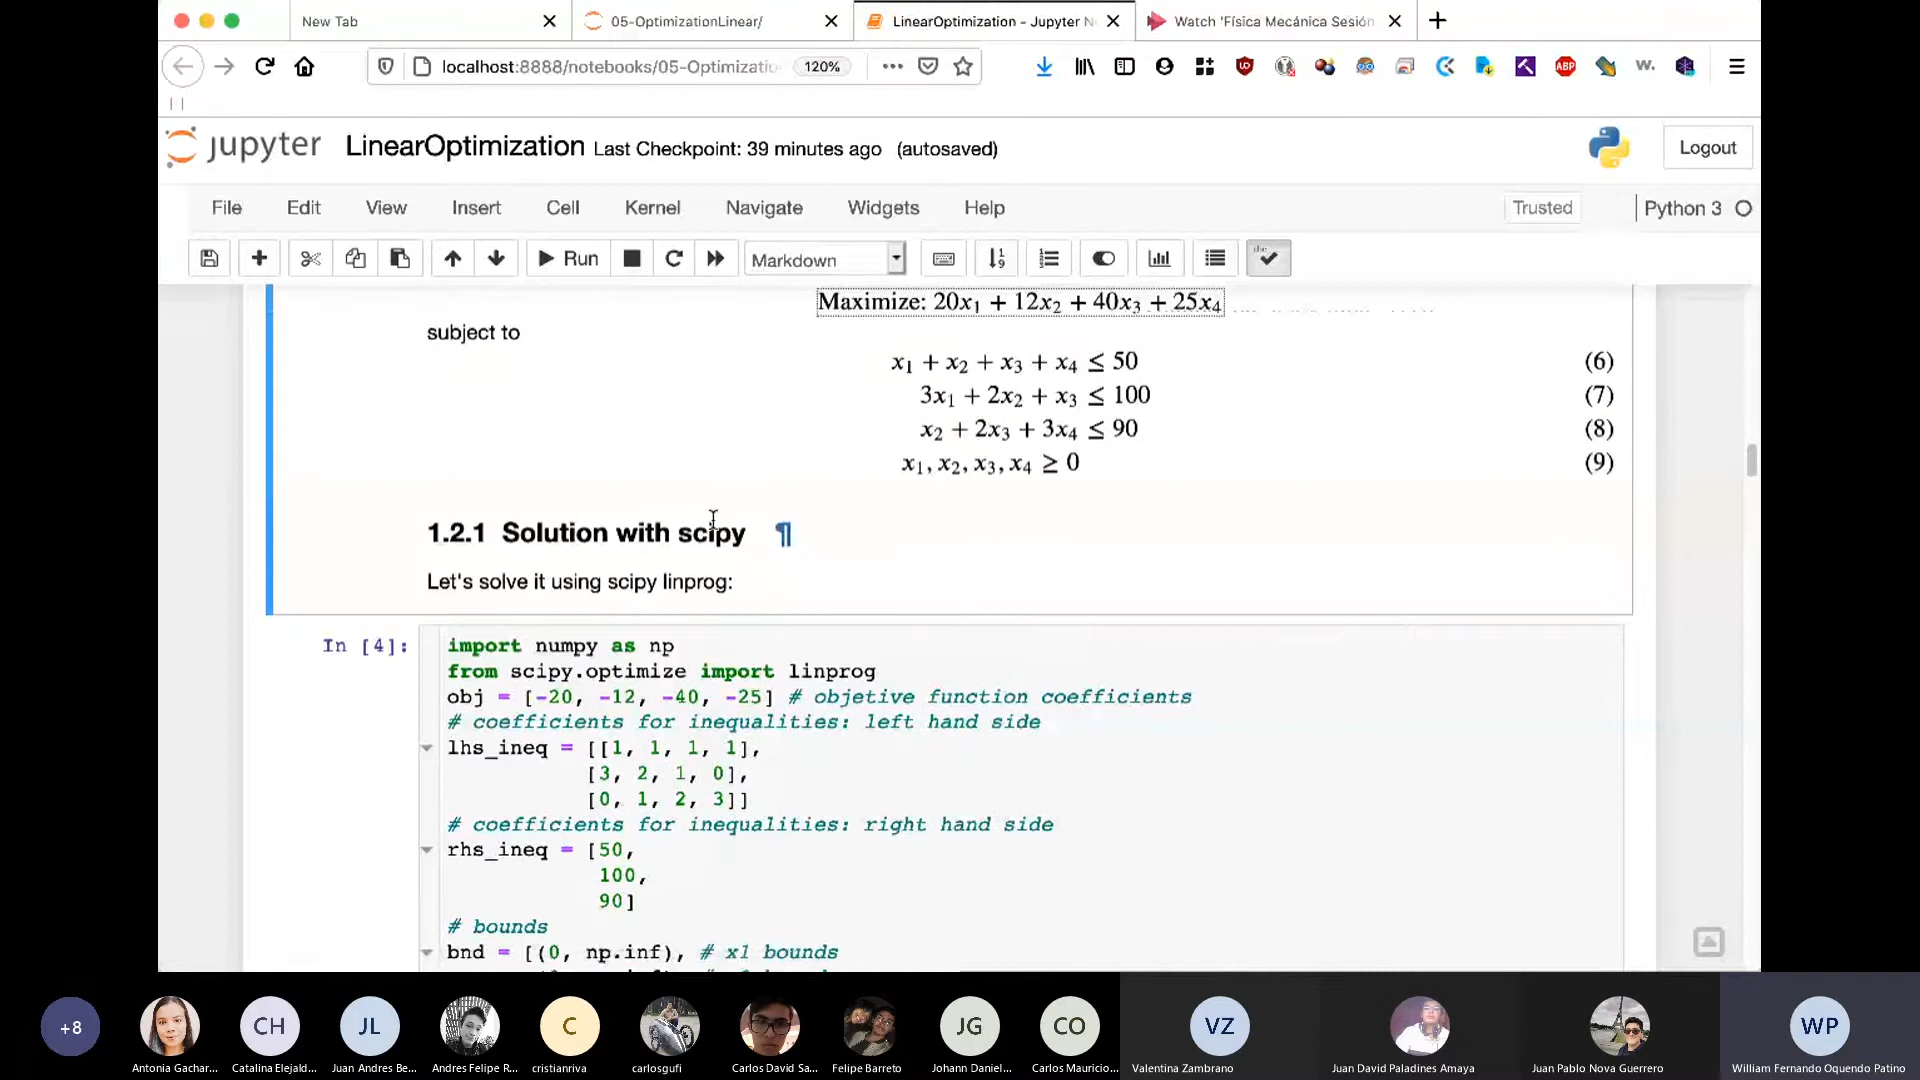 New Tab
05-OptimizationLinear/
LinearOptimization - Jupyter N
Watch 'Física Mecánica Sesión
localhost:8888/notebooks/05-Optimizatio
120%
ABP
w.
jupyter
LinearOptimization Last Checkpoint: 39 minutes ago (autosaved)
Logout
File Edit View Insert Cell Kernel Navigate Widgets Help
Trusted
Python 3
Run
Markdown
Maximize: 20x₁ + 12x₂ + 40x₃ + 25x₄
subject to
x₁ + x₂ + x₃ + x₄ ≤ 50 (6)
3x₁ + 2x₂ + x₃ ≤ 100 (7)
x₂ + 2x₃ + 3x₄ ≤ 90 (8)
x₁, x₂, x₃, x₄ ≥ 0 (9)
1.2.1 Solution with scipy ¶
Let's solve it using scipy linprog:
In [4]:
import numpy as np
from scipy.optimize import linprog
obj = [-20, -12, -40, -25] # objetive function coefficients
# coefficients for inequalities: left hand side
lhs_ineq = [[1, 1, 1, 1],
[3, 2, 1, 0],
[0, 1, 2, 3]]
# coefficients for inequalities: right hand side
rhs_ineq = [50,
100,
90]
# bounds
bnd = [(0, np.inf), # x1 bounds
+8
CH
JL
C
JG
CO
VZ
WP
Antonia Gachar...
Catalina Elejald...
Juan Andres Be...
Andres Felipe R...
cristianriva
carlosgufi
Carlos David Sa...
Felipe Barreto
Johann Daniel...
Carlos Mauricio...
Valentina Zambrano
Juan David Paladines Amaya
Juan Pablo Nova Guerrero
William Fernando Oquendo Patino